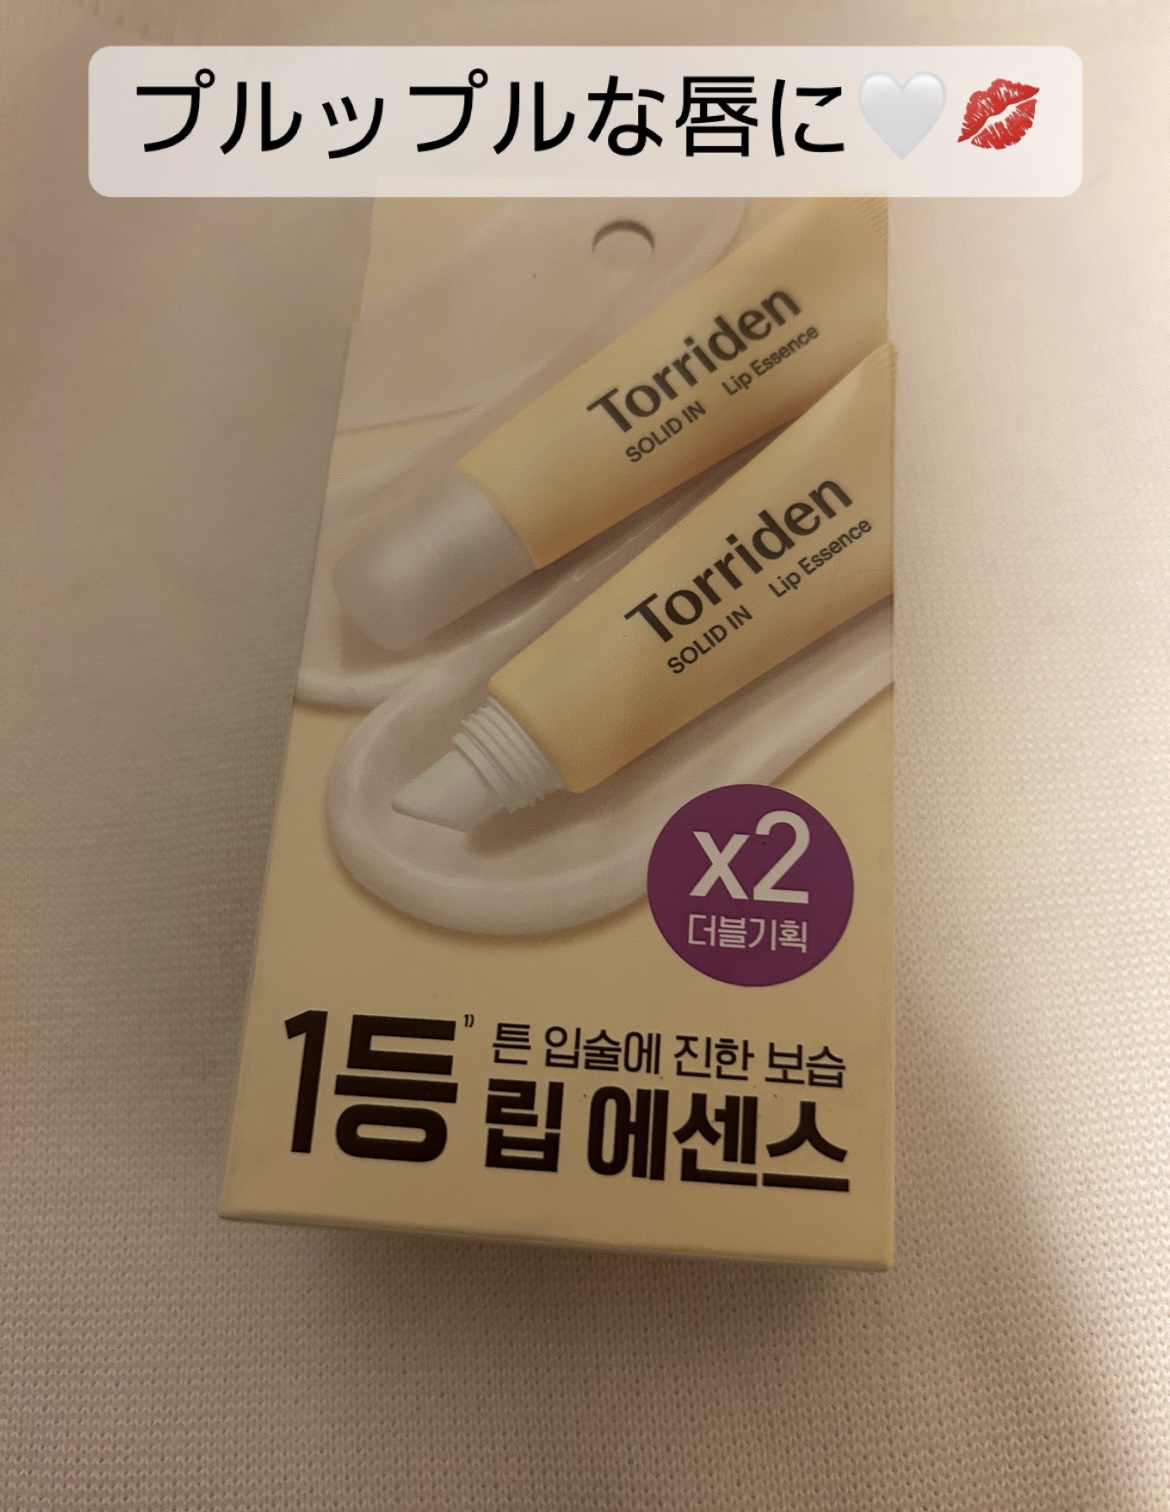 プルップルな唇に🤍💋
Torriden
SOLID IN Lip Essence
Torriden
SOLID IN Lip Essence
x2
더블기획
1등1) 튼 입술에 진한 보습
립 에센스